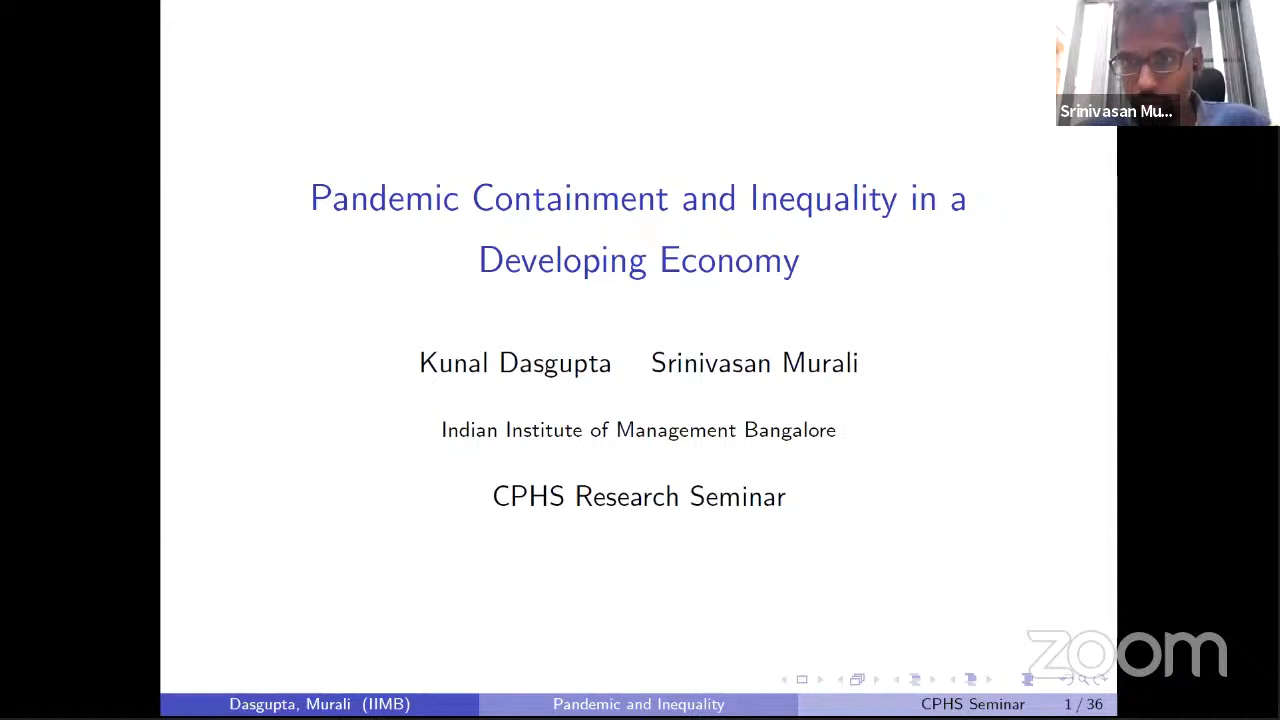 Srinivasan Mu...
Pandemic Containment and Inequality in a
Developing Economy
Kunal Dasgupta Srinivasan Murali
Indian Institute of Management Bangalore
CPHS Research Seminar
zoom
Dasgupta, Murali (IIMB) Pandemic and Inequality CPHS Seminar 1 / 36